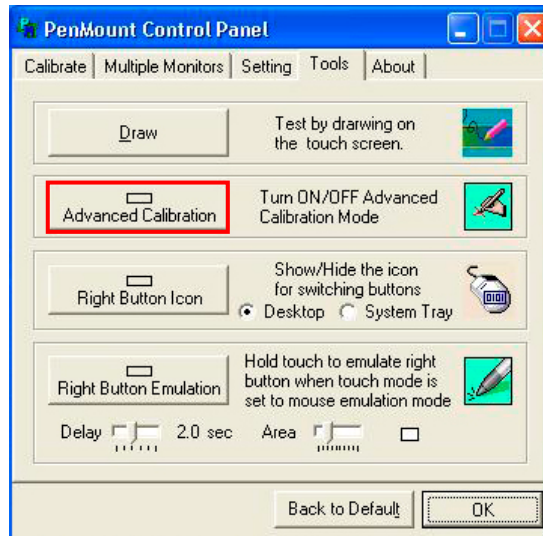 PenMount Control Panel
Calibrate Multiple Monitors Setting Tools About
Draw
Test by drarwing on
the touch screen.
Advanced Calibration
Turn ON/OFF Advanced
Calibration Mode
Right Button Icon
Show/Hide the icon
for switching buttons
Desktop System Tray
Right Button Emulation
Hold touch to emulate right
button when touch mode is
set to mouse emulation mode
Delay 2.0 sec Area
Back to Default OK